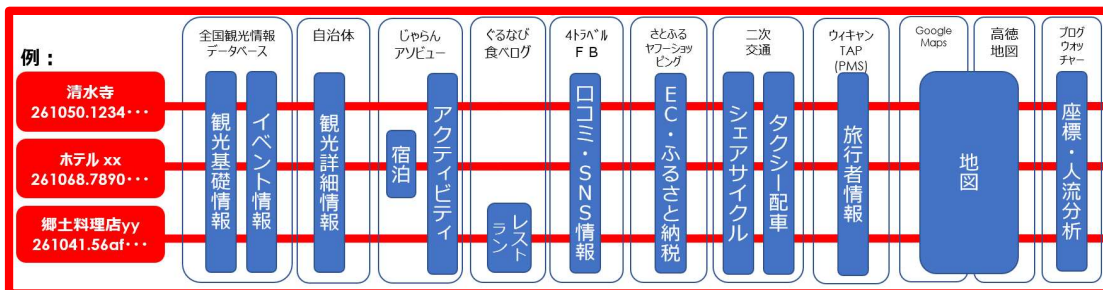 例：
清水寺
261050.1234･･･
ホテル xx
261068.7890･･･
郷土料理店yy
261041.56af･･･
全国観光情報
データベース
観光基礎情報
イベント情報
自治体
観光詳細情報
じゃらん
アソビュー
宿泊
アクティビティ
ぐるなび
食べログ
レスト
ラン
4トラベル
ＦＢ
口コミ・SNS情報
さとふる
ヤフーショッ
ピング
EC・ふるさと納税
二次
交通
シェアサイクル
タクシー配車
ウィキャン
TAP
(PMS)
旅行者情報
Google
Maps
高徳
地図
地図
ブログ
ウォッ
チャー
座標・人流分析